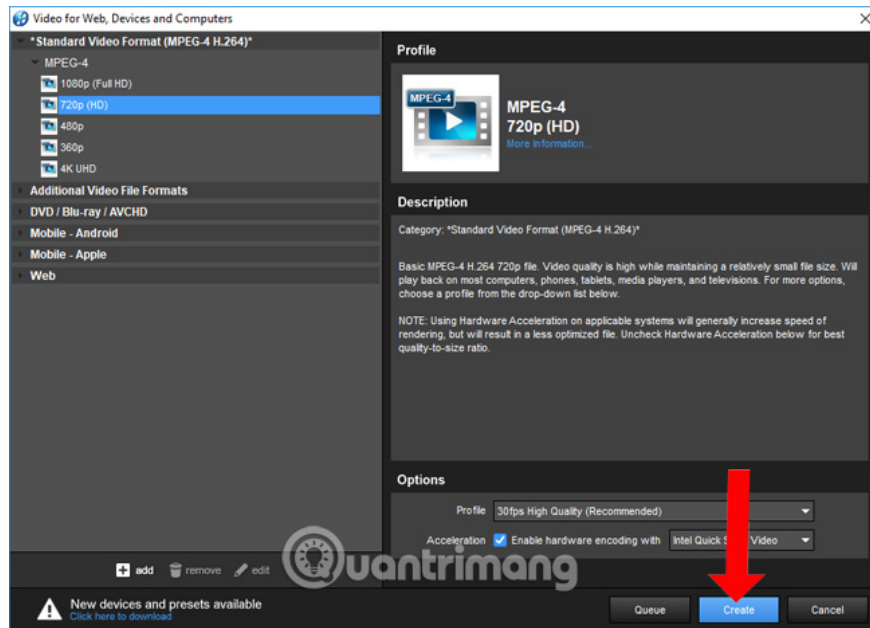 Video for Web, Devices and Computers
*Standard Video Format (MPEG-4 H.264)*
MPEG-4
1080p (Full HD)
720p (HD)
480p
360p
4K UHD
Additional Video File Formats
DVD / Blu-ray / AVCHD
Mobile - Android
Mobile - Apple
Web
add
remove
edit
New devices and presets available
Click here to download
Profile
MPEG-4
MPEG-4
720p (HD)
More Information...
Description
Category: *Standard Video Format (MPEG-4 H.264)*
Basic MPEG-4 H.264 720p file. Video quality is high while maintaining a relatively small file size. Will
play back on most computers, phones, tablets, media players, and televisions. For more options,
choose a profile from the drop-down list below.
NOTE: Using Hardware Acceleration on applicable systems will generally increase speed of
rendering, but will result in a less optimized file. Uncheck Hardware Acceleration below for best
quality-to-size ratio.
Options
Profile 30fps High Quality (Recommended)
Acceleration Enable hardware encoding with Intel Quick Video
Quantrimang
Queue Create Cancel